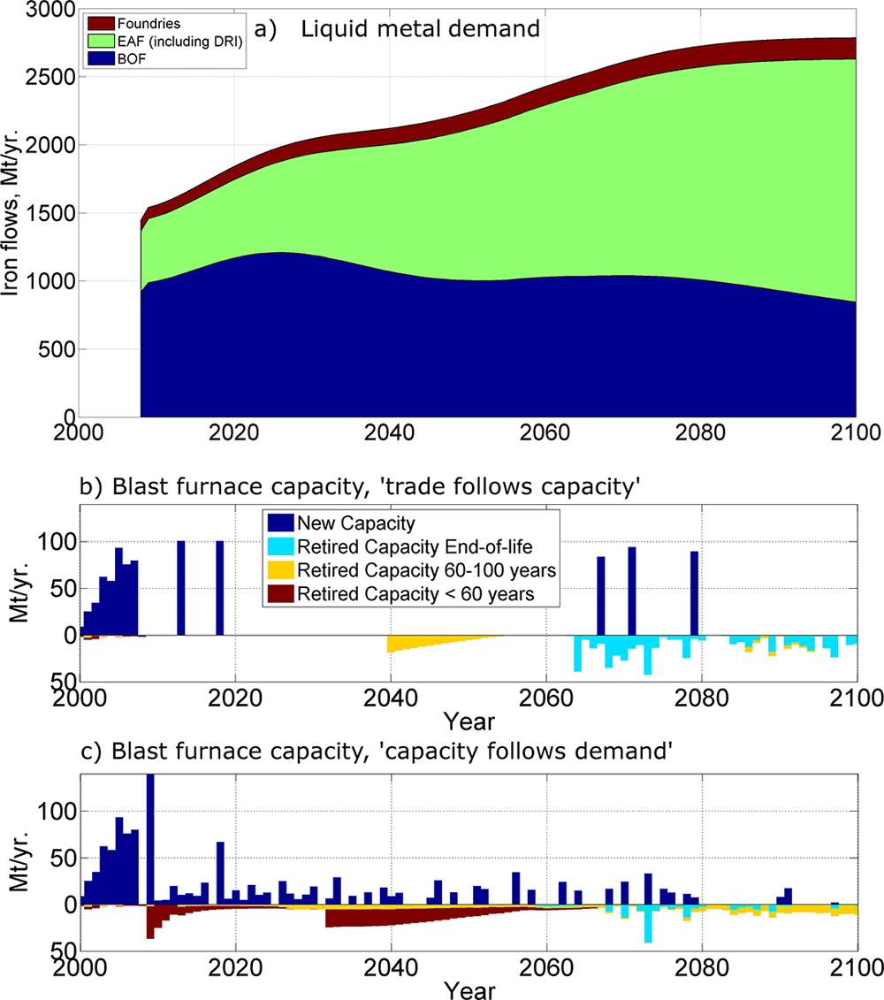 3000
Foundries
EAF (including DRI)
BOF
a) Liquid metal demand
2500
2000
1500
1000
500
0
Iron flows, Mt/yr.
2000 2020 2040 2060 2080 2100
b) Blast furnace capacity, 'trade follows capacity'
New Capacity
Retired Capacity End-of-life
Retired Capacity 60-100 years
Retired Capacity < 60 years
100
50
0
50
Mt/yr.
2000 2020 2040 2060 2080 2100
Year
c) Blast furnace capacity, 'capacity follows demand'
100
50
0
50
Mt/yr.
2000 2020 2040 2060 2080 2100
Year